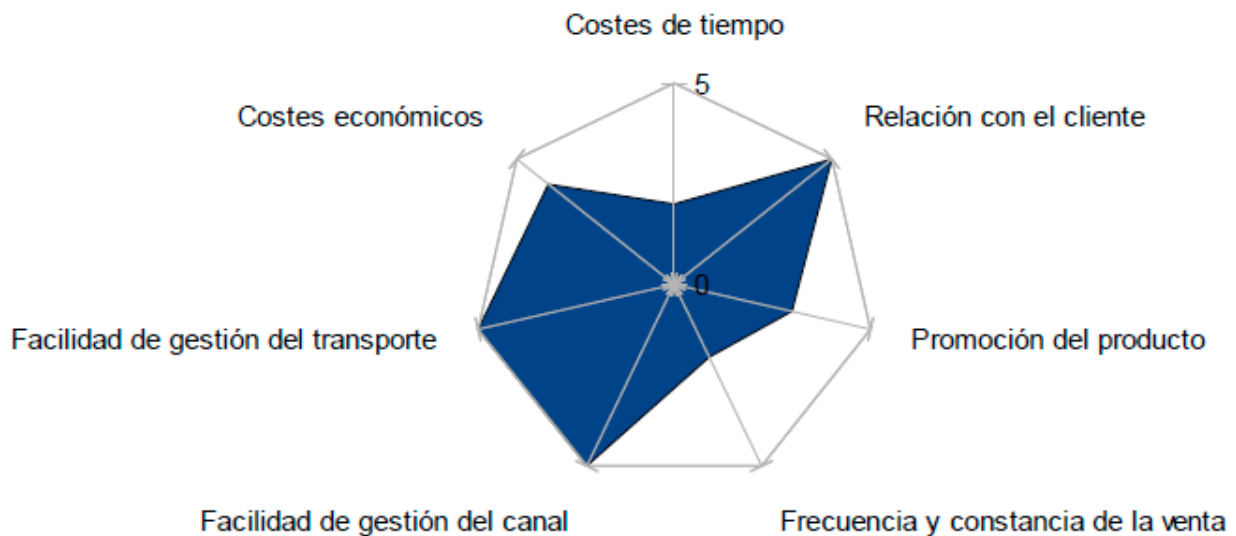 Costes de tiempo
5
Costes económicos
Relación con el cliente
0
Facilidad de gestión del transporte
Promoción del producto
Facilidad de gestión del canal
Frecuencia y constancia de la venta